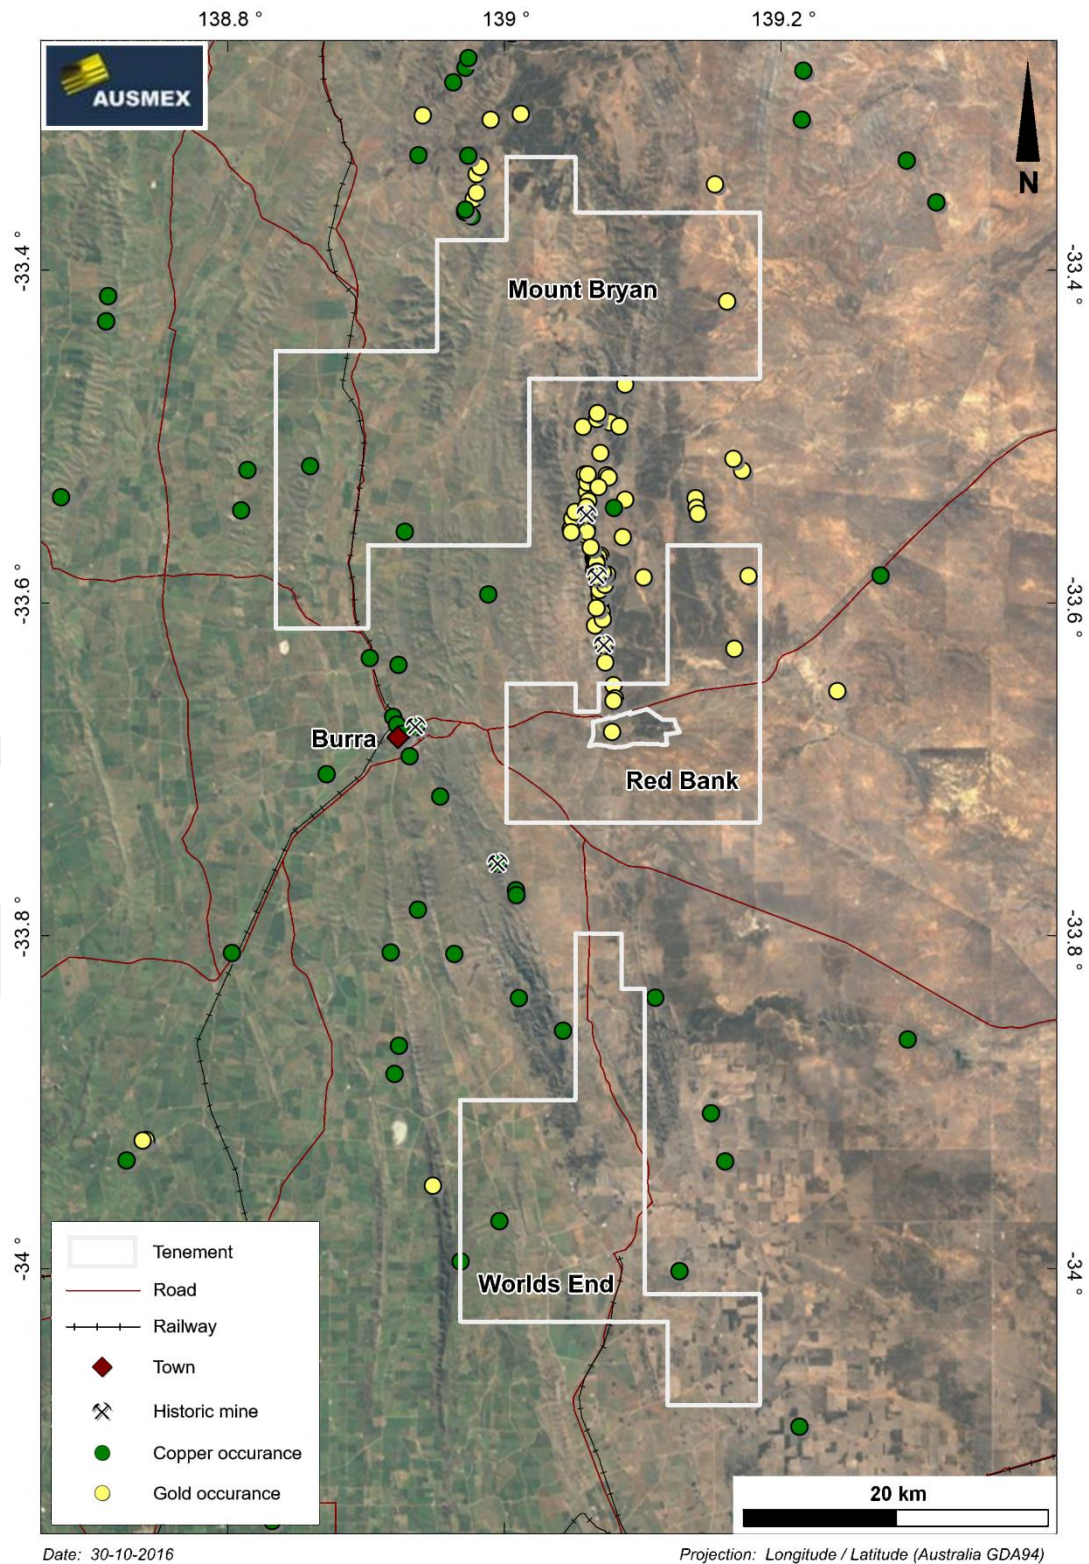 138.8 °
139 °
139.2 °
AUSMEX
N
-33.4 °
-33.4 °
Mount Bryan
-33.6 °
-33.6 °
Burra
Red Bank
-33.8 °
-33.8 °
-34 °
-34 °
Worlds End
Tenement
Road
Railway
Town
Historic mine
Copper occurance
Gold occurance
20 km
Date: 30-10-2016
Projection: Longitude / Latitude (Australia GDA94)